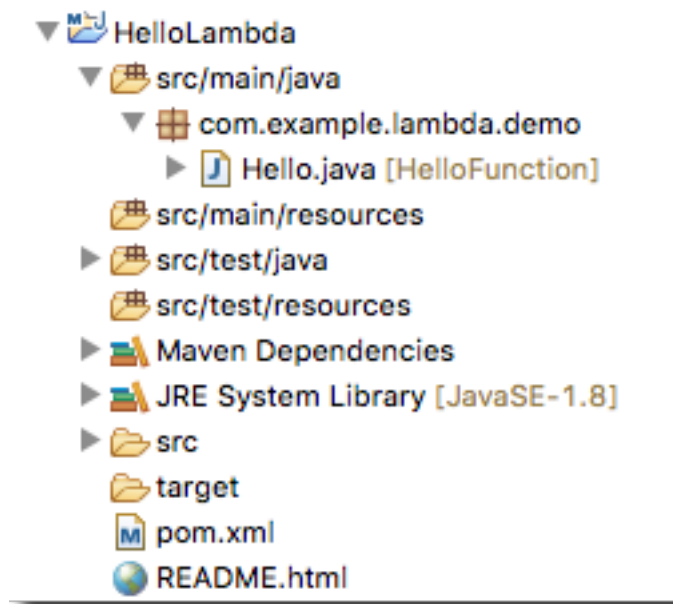 HelloLambda
src/main/java
com.example.lambda.demo
Hello.java [HelloFunction]
src/main/resources
src/test/java
src/test/resources
Maven Dependencies
JRE System Library [JavaSE-1.8]
src
target
pom.xml
README.html